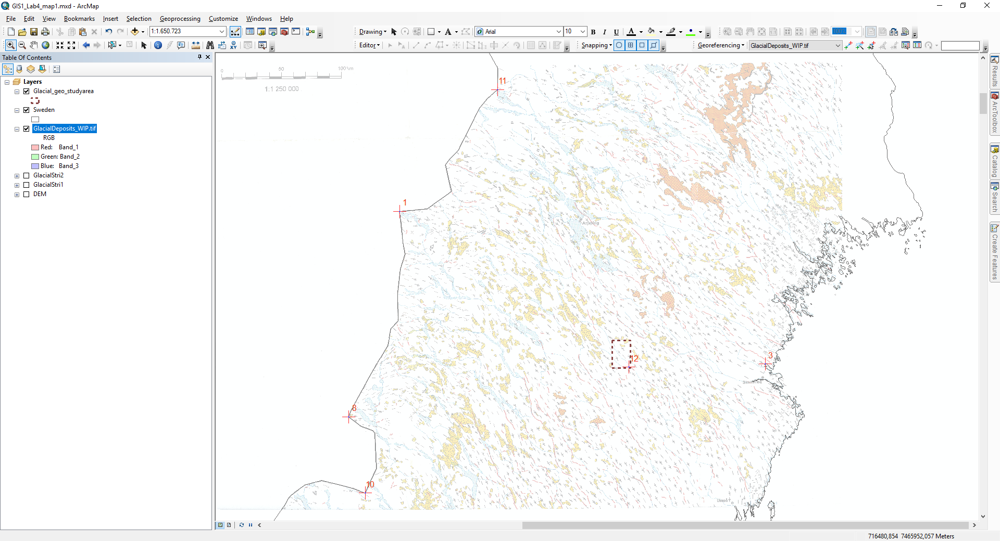 GIS1_Lab4_map1.mxd - ArcMap
File Edit View Bookmarks Insert Selection Geoprocessing Customize Windows Help
1:1.650.723 Drawing A Arial 10 B I U A 100%
Editor Snapping Georeferencing GlacialDeposits_WIP.tif
Table Of Contents
Layers
Glacial_geo_studyarea
Sweden
GlacialDeposits_WIP.tif
RGB
Red: Band_1
Green: Band_2
Blue: Band_3
GlacialStri2
GlacialStri1
DEM
0 50 100 km
1:1 250 000
11
1
Arjeplog
12
3
8
10
Results
ArcToolbox
Catalog
Search
Create Features
716480,854 7465952,057 Meters